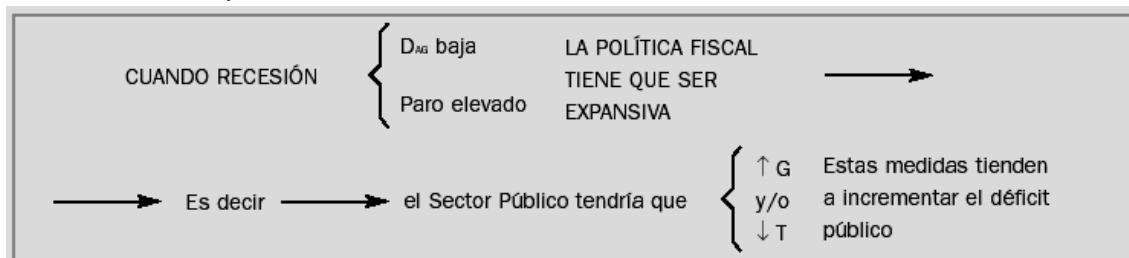 CUANDO RECESIÓN
DAG baja
Paro elevado
LA POLÍTICA FISCAL
TIENE QUE SER
EXPANSIVA
Es decir
el Sector Público tendría que
↑ G
y/o
↓ T
Estas medidas tienden
a incrementar el déficit
público